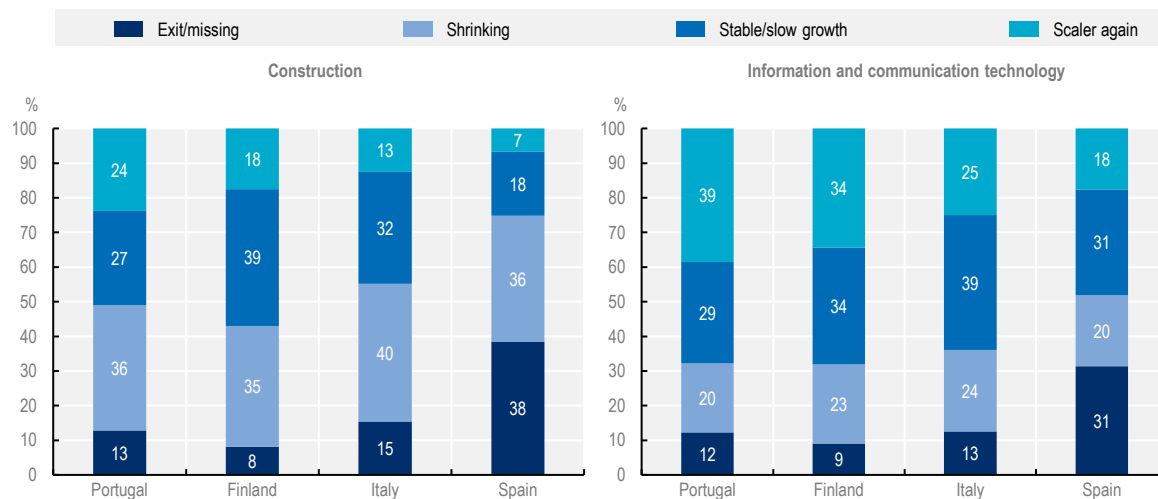 Exit/missing Shrinking Stable/slow growth Scaler again
Construction Information and communication technology
% %
100 100
90 90
80 80
70 70
60 60
50 50
40 40
30 30
20 20
10 10
0 0
24 18 13 7
27 39 32 18
36 35 40 36
13 8 15 38
39 34 25 18
29 34 39 31
20 23 24 20
12 9 13 31
Portugal Finland Italy Spain Portugal Finland Italy Spain